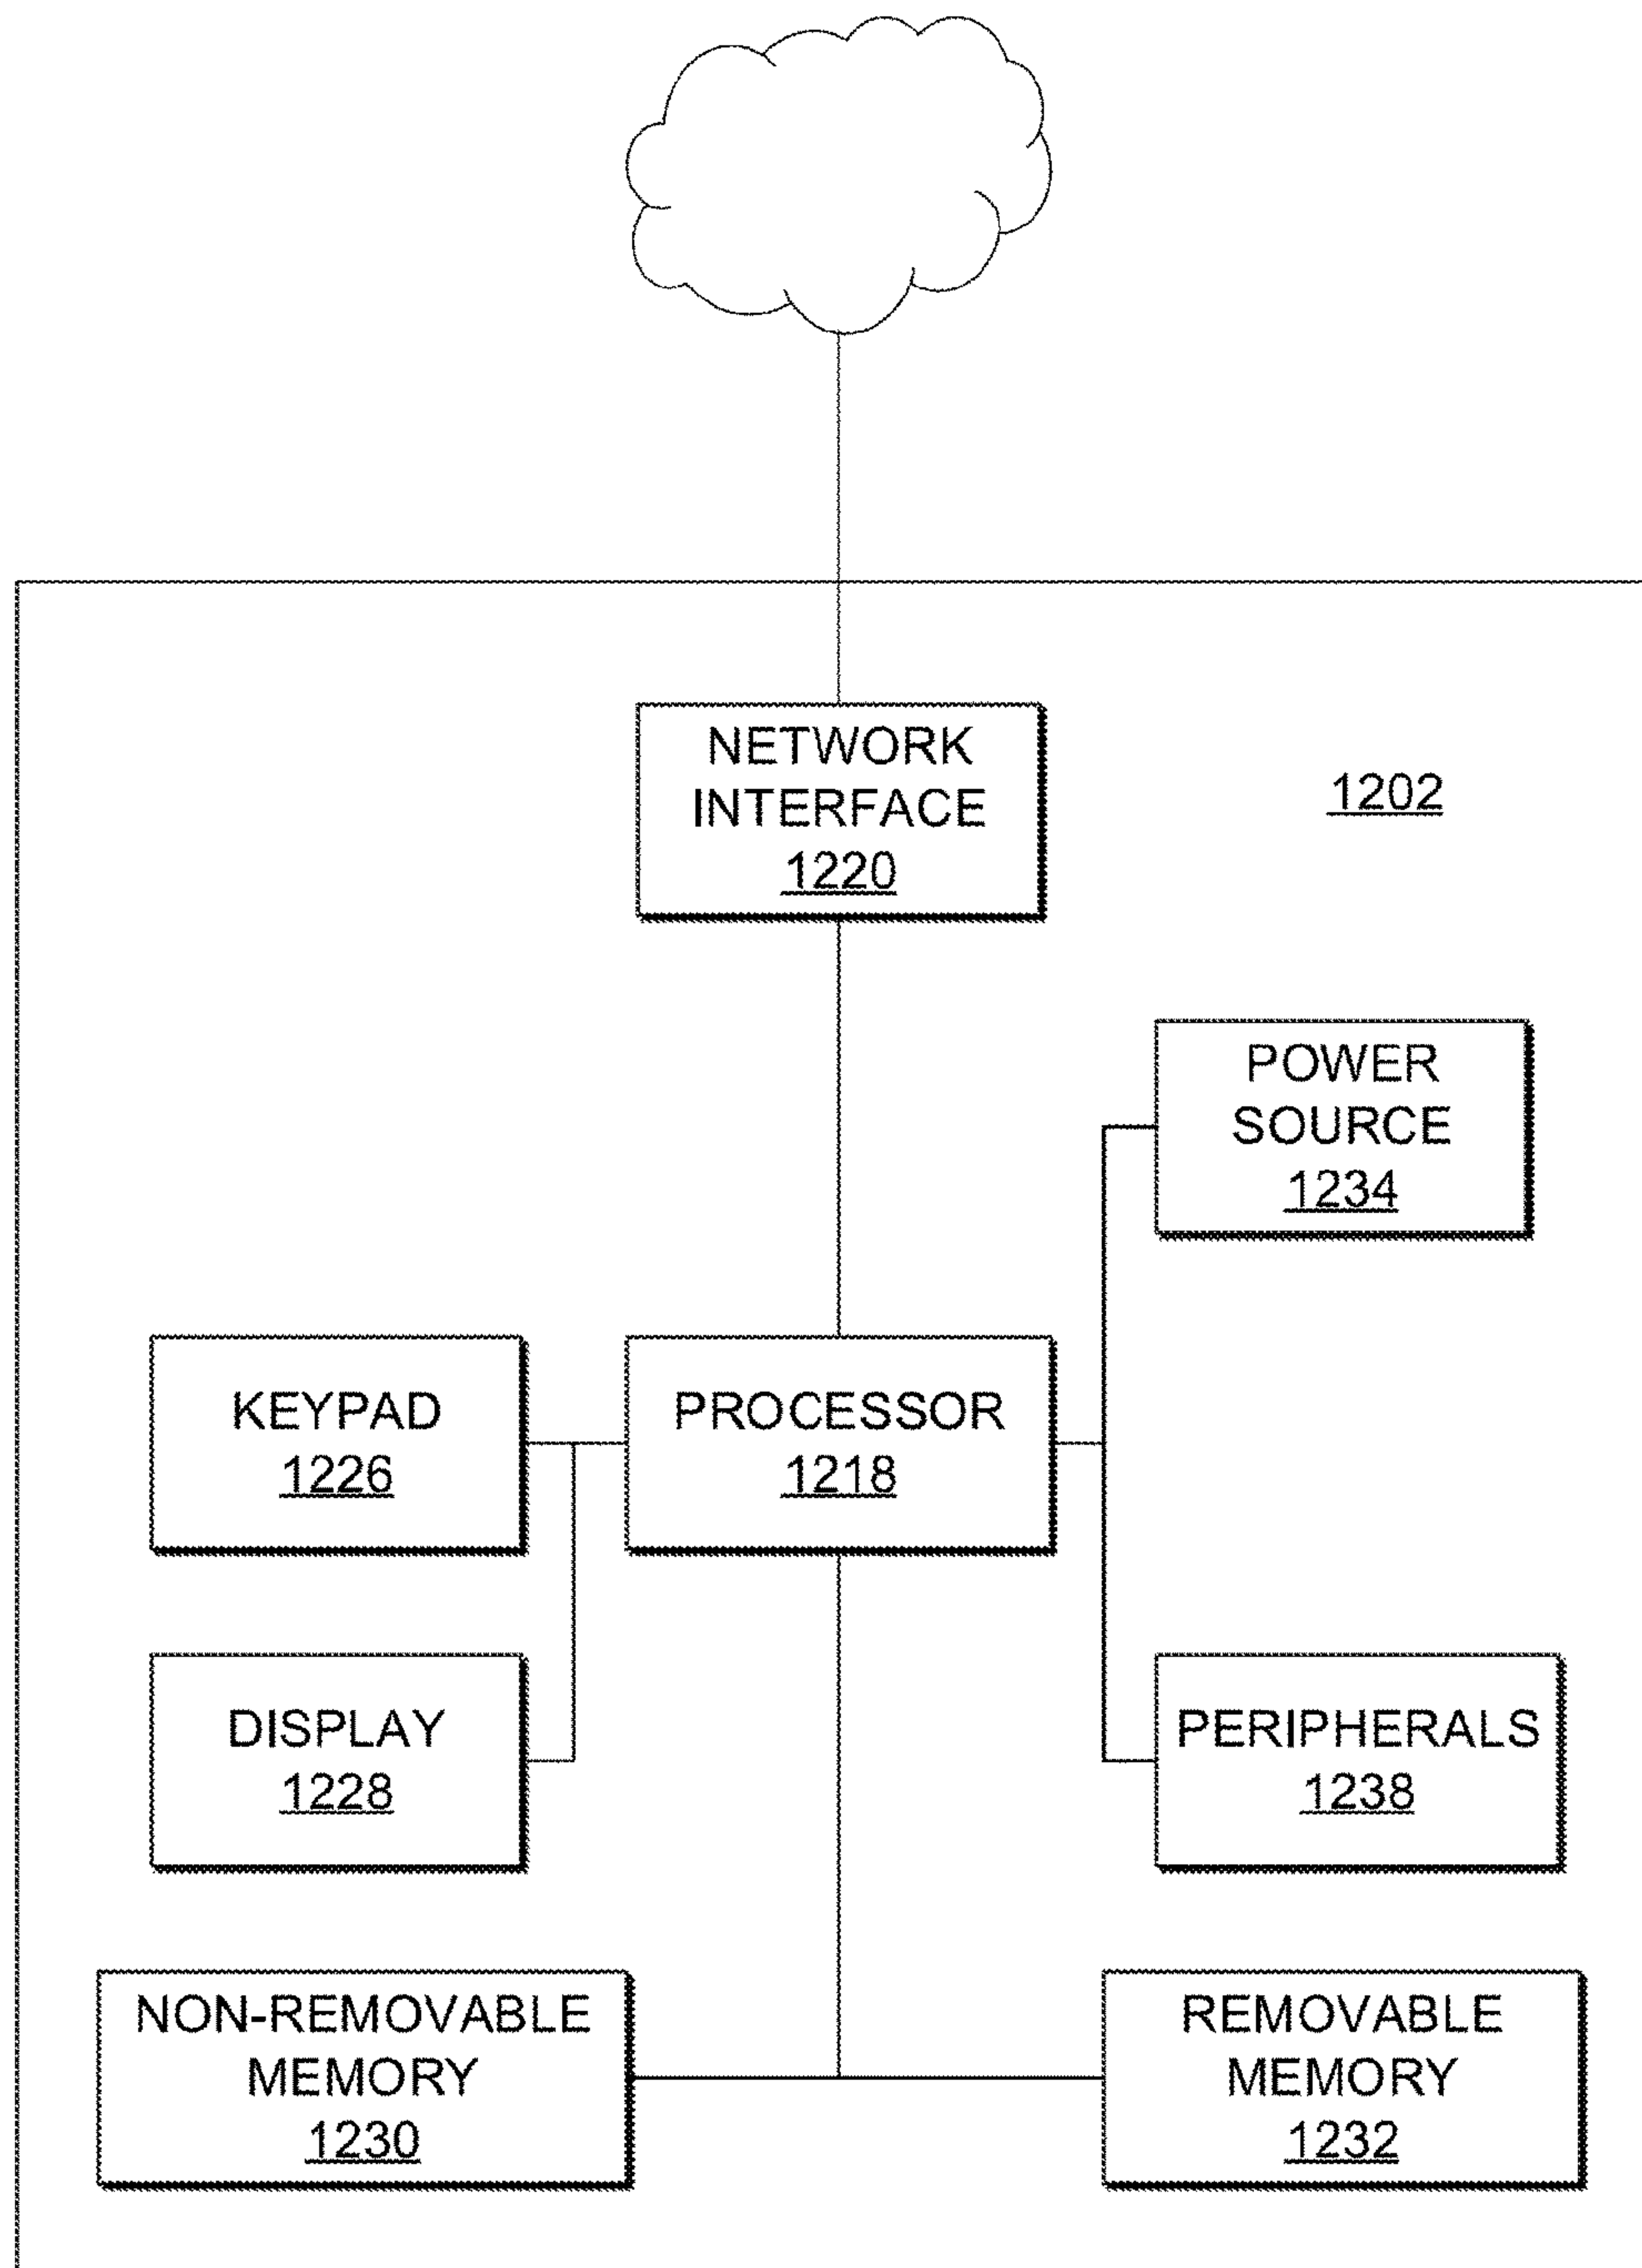 NETWORK
INTERFACE
1220
1202
POWER
SOURCE
1234
KEYPAD
1226
PROCESSOR
1218
DISPLAY
1228
PERIPHERALS
1238
NON-REMOVABLE
MEMORY
1230
REMOVABLE
MEMORY
1232